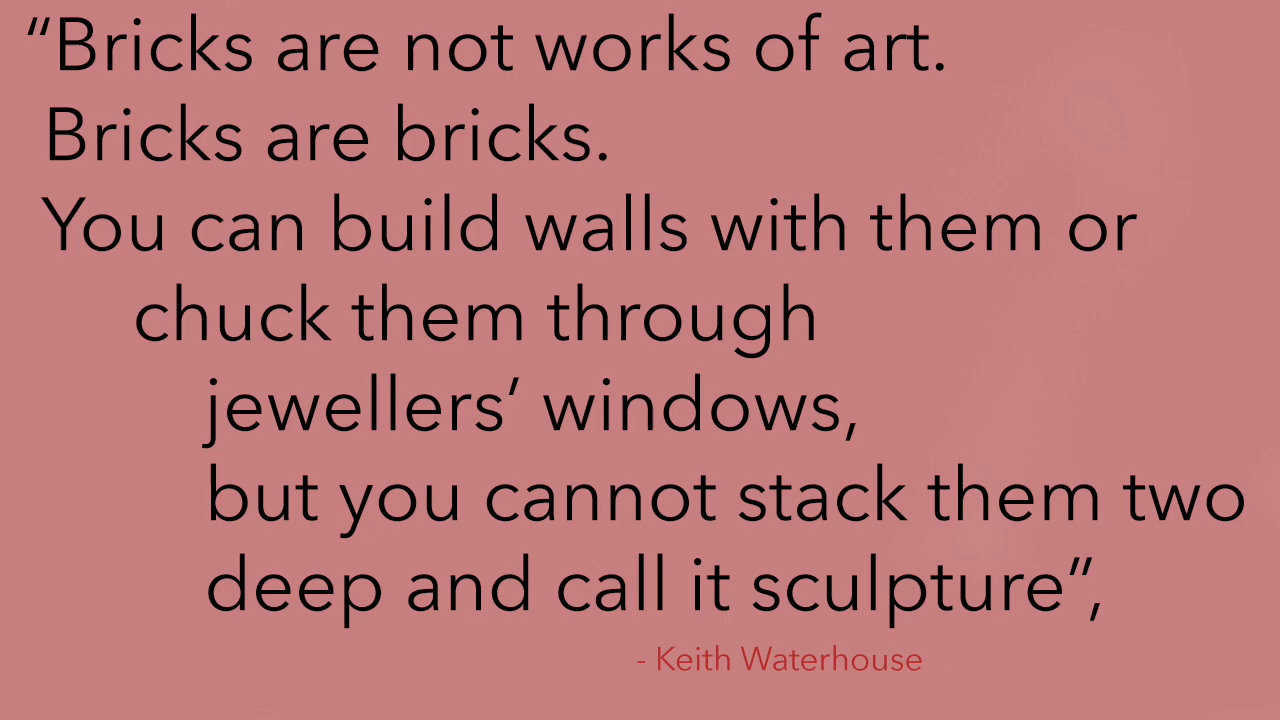 “Bricks are not works of art.
Bricks are bricks.
You can build walls with them or
chuck them through
jewellers’ windows,
but you cannot stack them two
deep and call it sculpture”,
- Keith Waterhouse